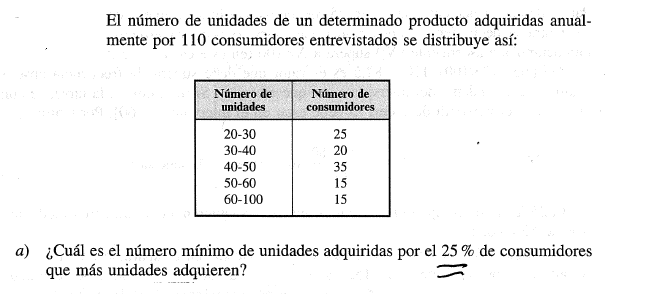 El número de unidades de un determinado producto adquiridas anual-
mente por 110 consumidores entrevistados se distribuye así:
Número de unidades Número de consumidores
20-30 25
30-40 20
40-50 35
50-60 15
60-100 15
a) ¿Cuál es el número mínimo de unidades adquiridas por el 25 % de consumidores
que más unidades adquieren?